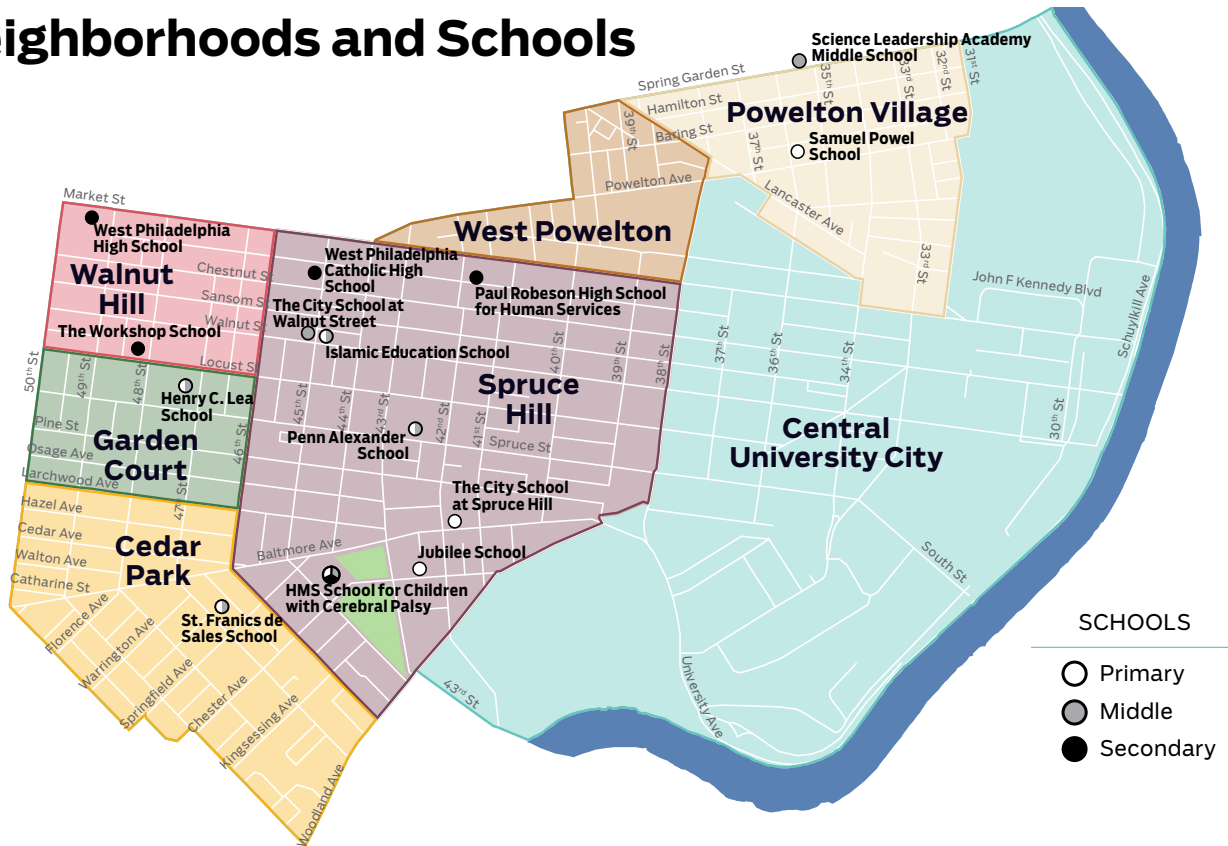 eighborhoods and Schools
Science Leadership Academy
Middle School
Spring Garden St
Hamilton St
Baring St
Powelton Ave
Lancaster Ave
39th St
37th St
35th St
33rd St
32nd St
31st St
33rd St
Powelton Village
Samuel Powel
School
West Powelton
Market St
West Philadelphia
High School
Walnut
Hill
Chestnut St
Sansom S
Walnut S
The Workshop School
Locust S
West Philadelphia
Catholic High
School
Paul Robeson High School
for Human Services
The City School at
Walnut Street
Islamic Education School
40th St
39th St
38th St
37th St
36th St
34th St
John F Kennedy Blvd
Schuylkill Ave
30th St
50th St
49th St
48th St
Henry C. Lea
School
Pine St
Osage Ave
Larchwood Ave
Garden
Court
46th St
47th St
45th St
44th St
43rd St
42nd St
41st St
Spruce
Hill
Spruce St
Penn Alexander
School
Central
University City
The City School
at Spruce Hill
Hazel Ave
Cedar Ave
Walton Ave
Catharine St
Cedar
Park
Baltimore Ave
Jubilee School
HMS School for Children
with Cerebral Palsy
St. Franics de
Sales School
Florence Ave
Warrington Ave
Springfield Ave
Chester Ave
Kingsessing Ave
Woodland Ave
43rd St
University Ave
South St
SCHOOLS
Primary
Middle
Secondary